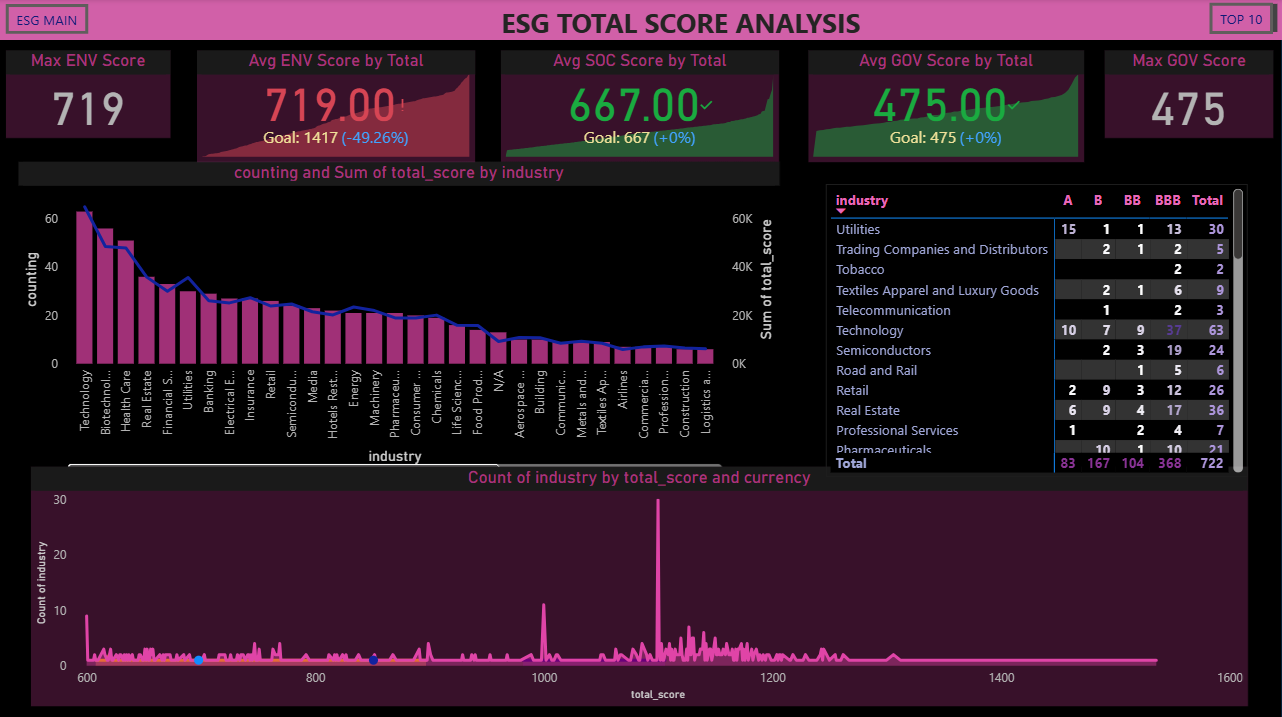 ESG MAIN
ESG TOTAL SCORE ANALYSIS
TOP 10
Max ENV Score
719
Avg ENV Score by Total
719.00!
Goal: 1417 (-49.26%)
Avg SOC Score by Total
667.00✓
Goal: 667 (+0%)
Avg GOV Score by Total
475.00✓
Goal: 475 (+0%)
Max GOV Score
475
counting and Sum of total_score by industry
counting
60
40
20
0
60K
40K
20K
0K
Sum of total_score
Technology
Biotechnol...
Health Care
Real Estate
Financial S...
Utilities
Banking
Electrical E...
Insurance
Retail
Semicondu...
Media
Hotels Rest...
Energy
Machinery
Pharmaceu...
Consumer ...
Chemicals
Life Scienc...
Food Prod...
N/A
Aerospace ...
Building
Communic...
Metals and...
Textiles Ap...
Airlines
Commercia...
Profession...
Construction
Logistics a...
industry
industry A B BB BBB Total
Utilities 15 1 1 13 30
Trading Companies and Distributors 2 1 2 5
Tobacco 2 2
Textiles Apparel and Luxury Goods 2 1 6 9
Telecommunication 1 2 3
Technology 10 7 9 37 63
Semiconductors 2 3 19 24
Road and Rail 1 5 6
Retail 2 9 3 12 26
Real Estate 6 9 4 17 36
Professional Services 1 2 4 7
Pharmaceuticals 10 1 10 21
Total 83 167 104 368 722
Count of industry by total_score and currency
Count of industry
30
20
10
0
600 800 1000 1200 1400 1600
total_score